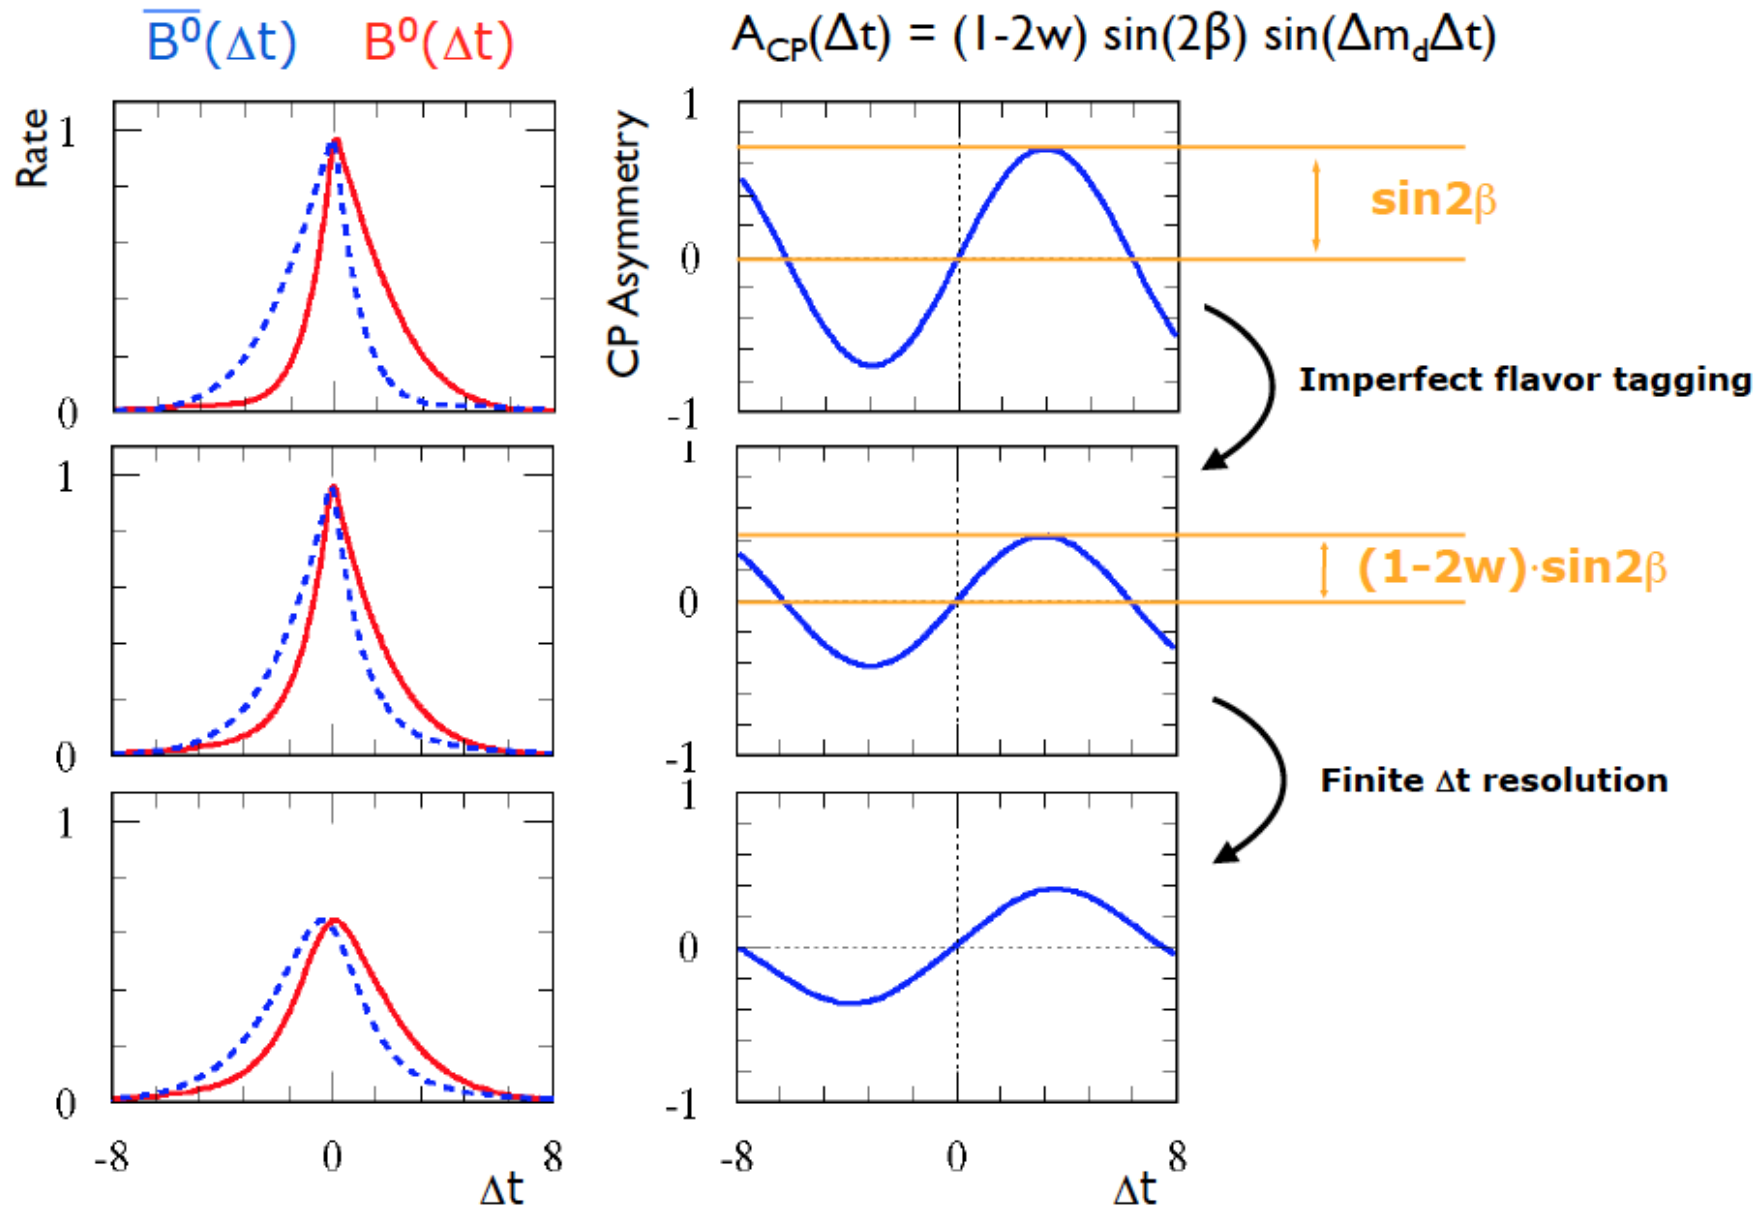 B⁰(Δt) B⁰(Δt)
A_CP(Δt) = (1-2w) sin(2β) sin(Δm_dΔt)
Rate
1
0
CP Asymmetry
1
0
-1
sin2β
Imperfect flavor tagging
1
0
1
0
-1
(1-2w)·sin2β
Finite Δt resolution
1
0
-8
0
8
Δt
1
0
-1
-8
0
8
Δt